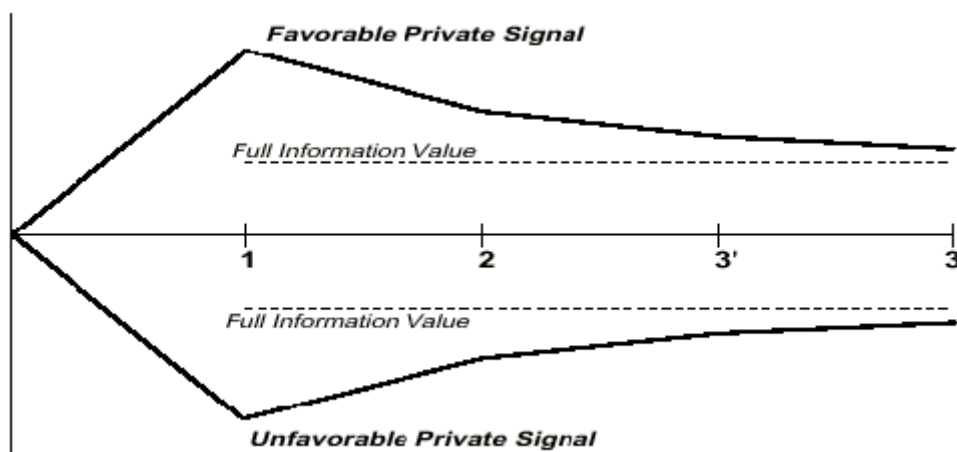 Favorable Private Signal
Full Information Value
1 2 3' 3
Full Information Value
Unfavorable Private Signal